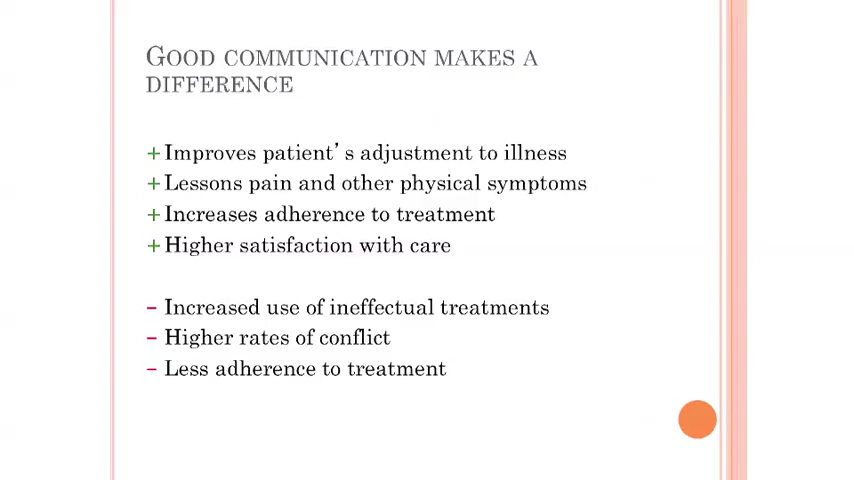 GOOD COMMUNICATION MAKES A
DIFFERENCE
+ Improves patient's adjustment to illness
+ Lessons pain and other physical symptoms
+ Increases adherence to treatment
+ Higher satisfaction with care
− Increased use of ineffectual treatments
− Higher rates of conflict
− Less adherence to treatment